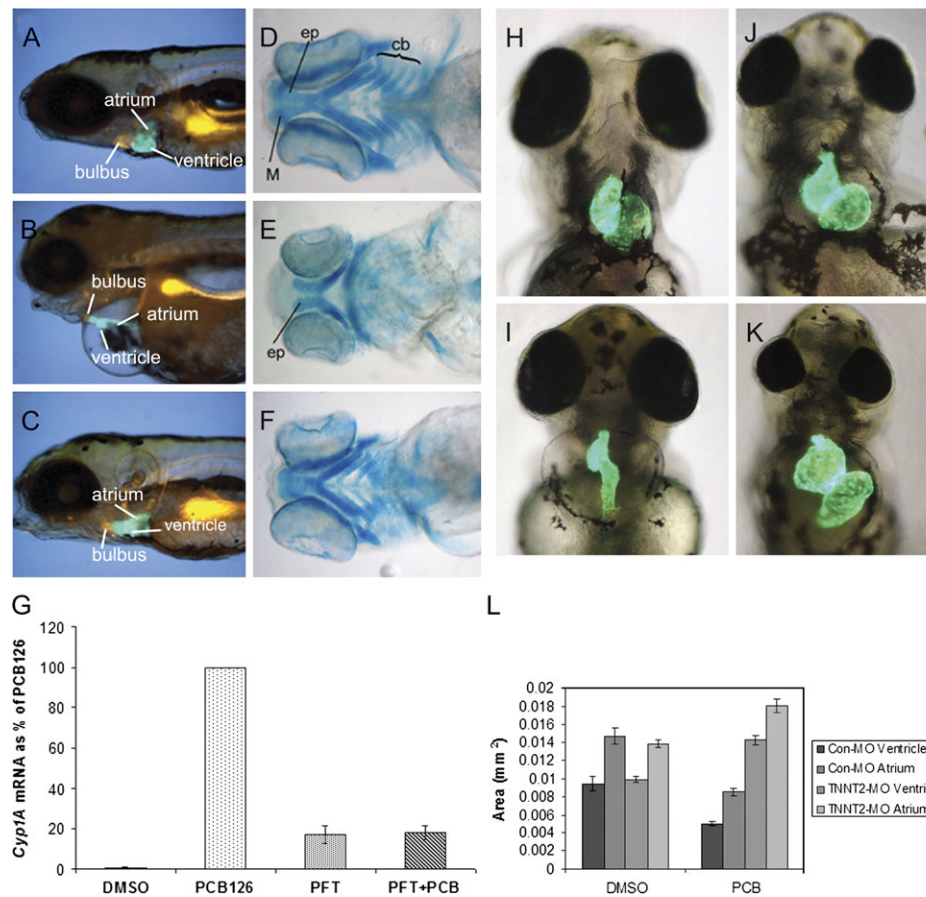 A
atrium
bulbus
ventricle
B
bulbus
atrium
ventricle
C
atrium
ventricle
bulbus
D
ep
cb
M
E
ep
F
H
J
I
K
G
Cyp1A mRNA as % of PCB126
120
100
80
60
40
20
0
DMSO
PCB126
PFT
PFT+PCB
L
Area (mm²)
0.02
0.018
0.016
0.014
0.012
0.01
0.008
0.006
0.004
0.002
0
DMSO
PCB
Con-MO Ventricle
Con-MO Atrium
TNNT2-MO Ventri
TNNT2-MO Atrium